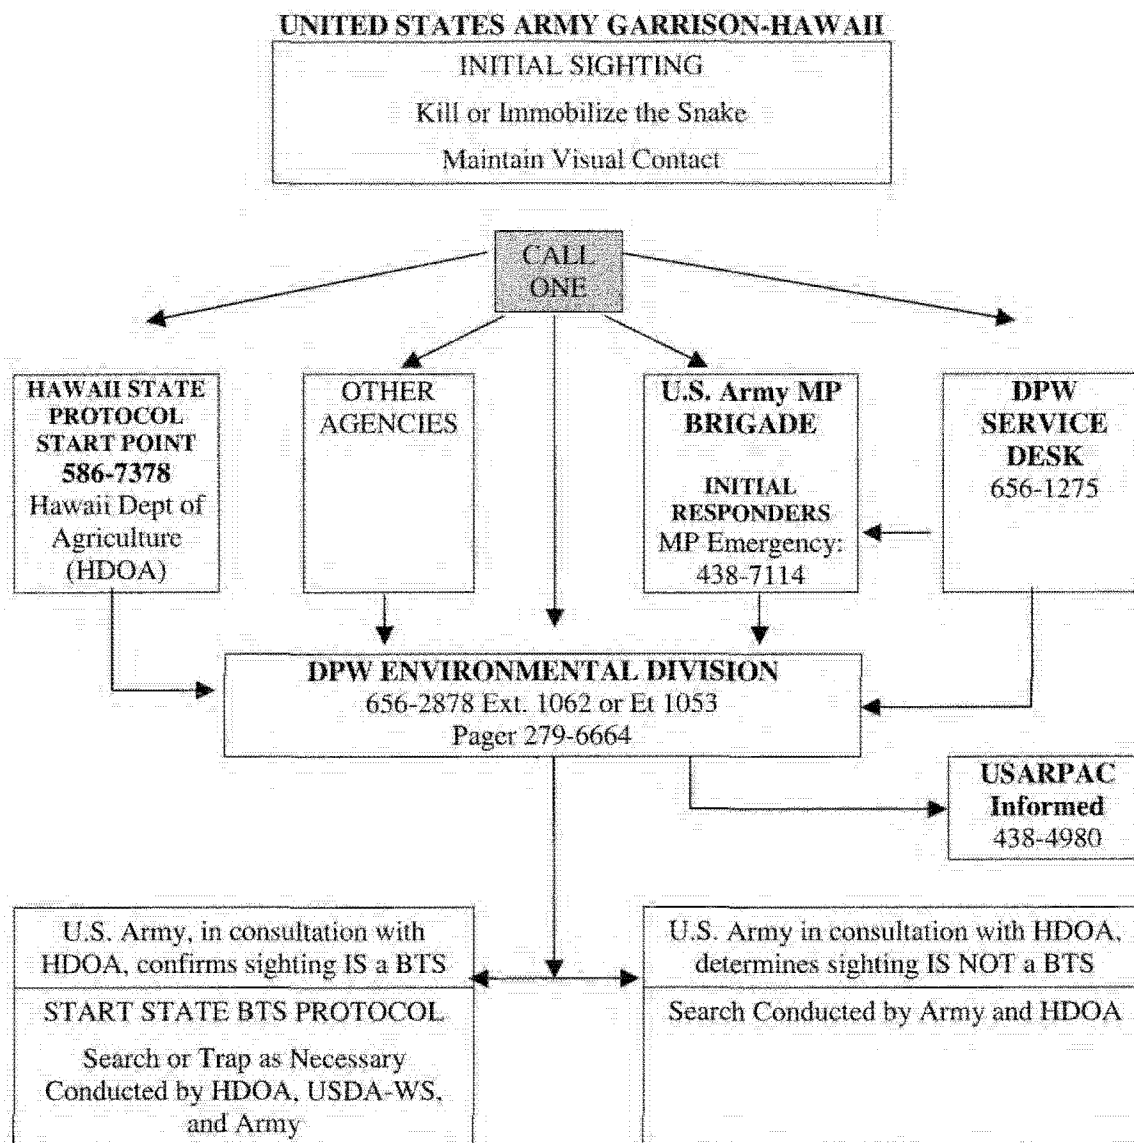 UNITED STATES ARMY GARRISON-HAWAII
INITIAL SIGHTING
Kill or Immobilize the Snake
Maintain Visual Contact
CALL
ONE
HAWAII STATE
PROTOCOL
START POINT
586-7378
Hawaii Dept of
Agriculture
(HDOA)
OTHER
AGENCIES
U.S. Army MP
BRIGADE
INITIAL
RESPONDERS
MP Emergency:
438-7114
DPW
SERVICE
DESK
656-1275
DPW ENVIRONMENTAL DIVISION
656-2878 Ext. 1062 or Et 1053
Pager 279-6664
USARPAC
Informed
438-4980
U.S. Army, in consultation with
HDOA, confirms sighting IS a BTS
START STATE BTS PROTOCOL
Search or Trap as Necessary
Conducted by HDOA, USDA-WS,
and Army
U.S. Army in consultation with HDOA,
determines sighting IS NOT a BTS
Search Conducted by Army and HDOA